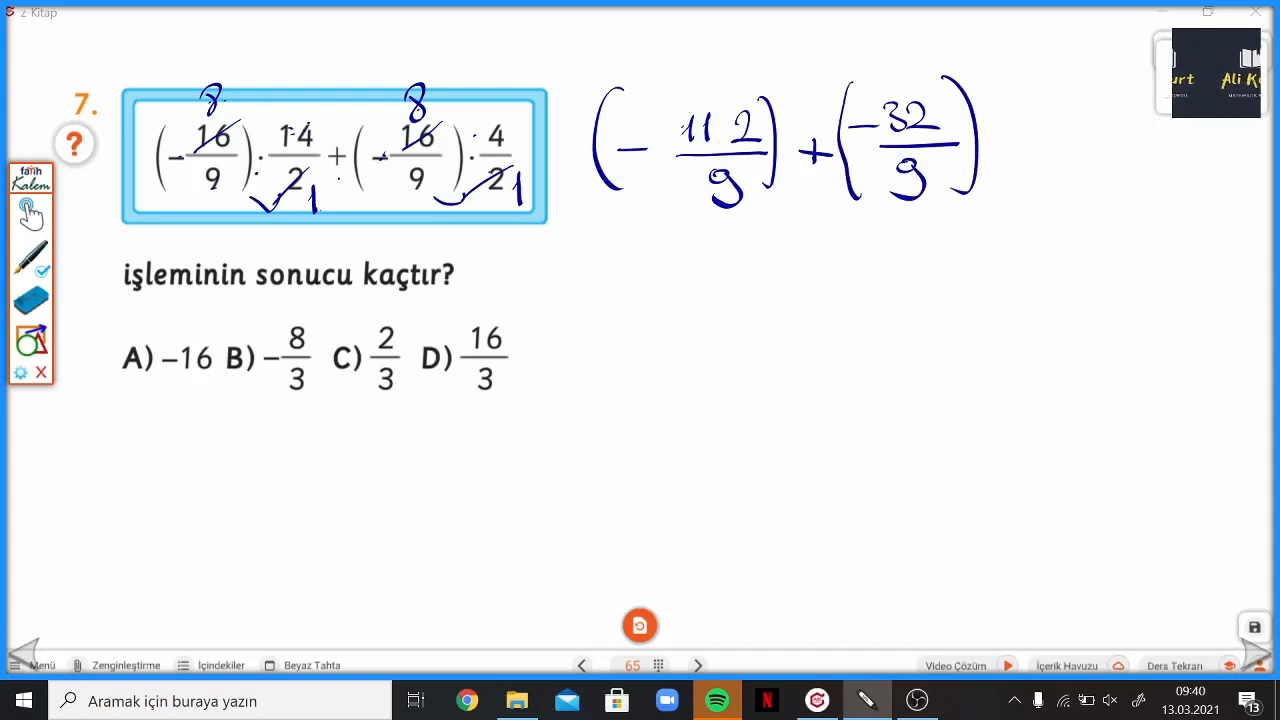 z-Kitap
7.
?
(-16/9) · 14/2 + (-16/9) · 4/2
8 8
1 1
(- 112/9) + (-32/9)
işleminin sonucu kaçtır?
A) -16 B) -8/3 C) 2/3 D) 16/3
fatih
Kalem
Menü Zenginleştirme İçindekiler Beyaz Tahta 65 Video Çözüm İçerik Havuzu Ders Tekrarı
Aramak için buraya yazın
09:40
13.03.2021
13